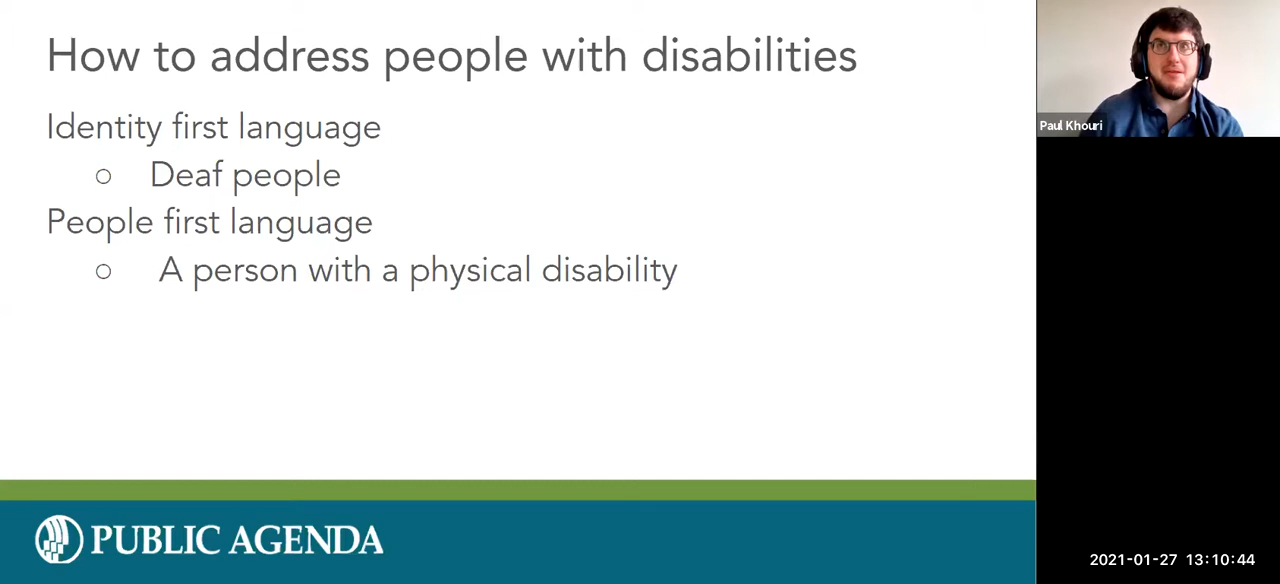 How to address people with disabilities
Identity first language
○ Deaf people
People first language
○ A person with a physical disability
PUBLIC AGENDA
Paul Khouri
2021-01-27 13:10:44